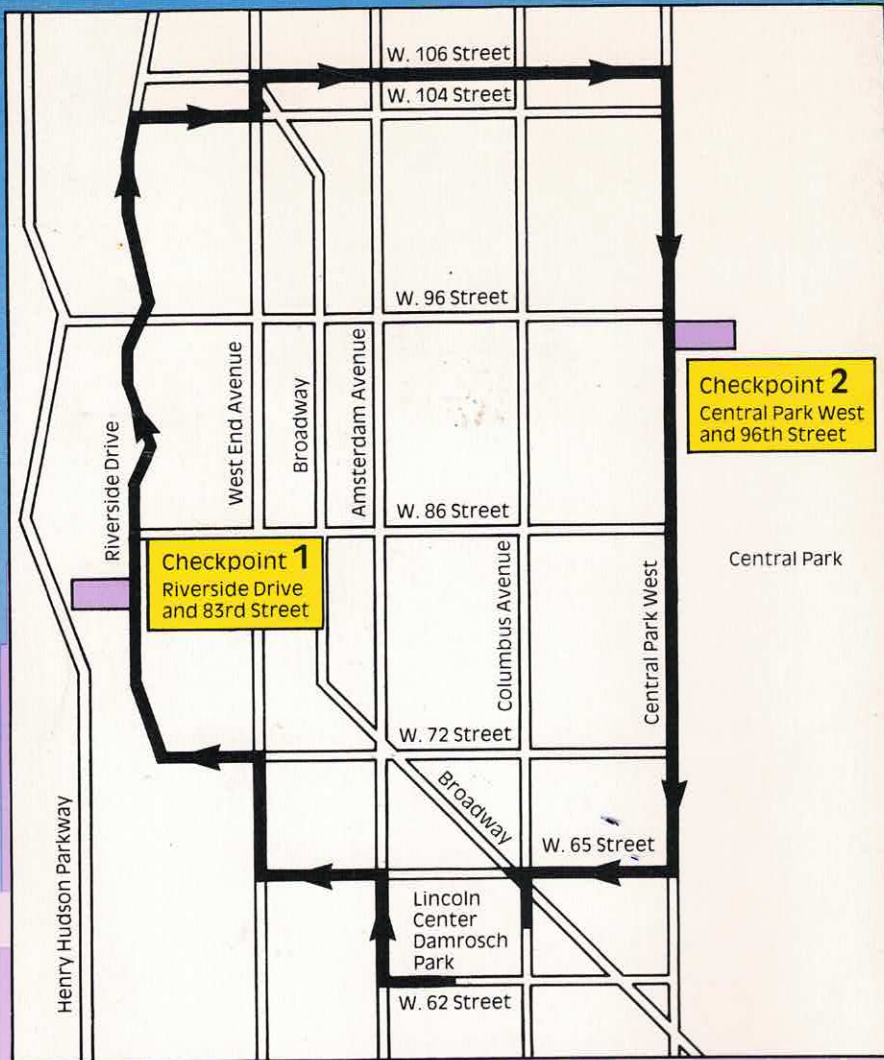 W. 106 Street
W. 104 Street
W. 96 Street
Checkpoint 2
Central Park West
and 96th Street
Riverside Drive
West End Avenue
Broadway
Amsterdam Avenue
W. 86 Street
Checkpoint 1
Riverside Drive
and 83rd Street
Columbus Avenue
Central Park West
Central Park
W. 72 Street
Broadway
W. 65 Street
Henry Hudson Parkway
Lincoln
Center
Damrosch
Park
W. 62 Street